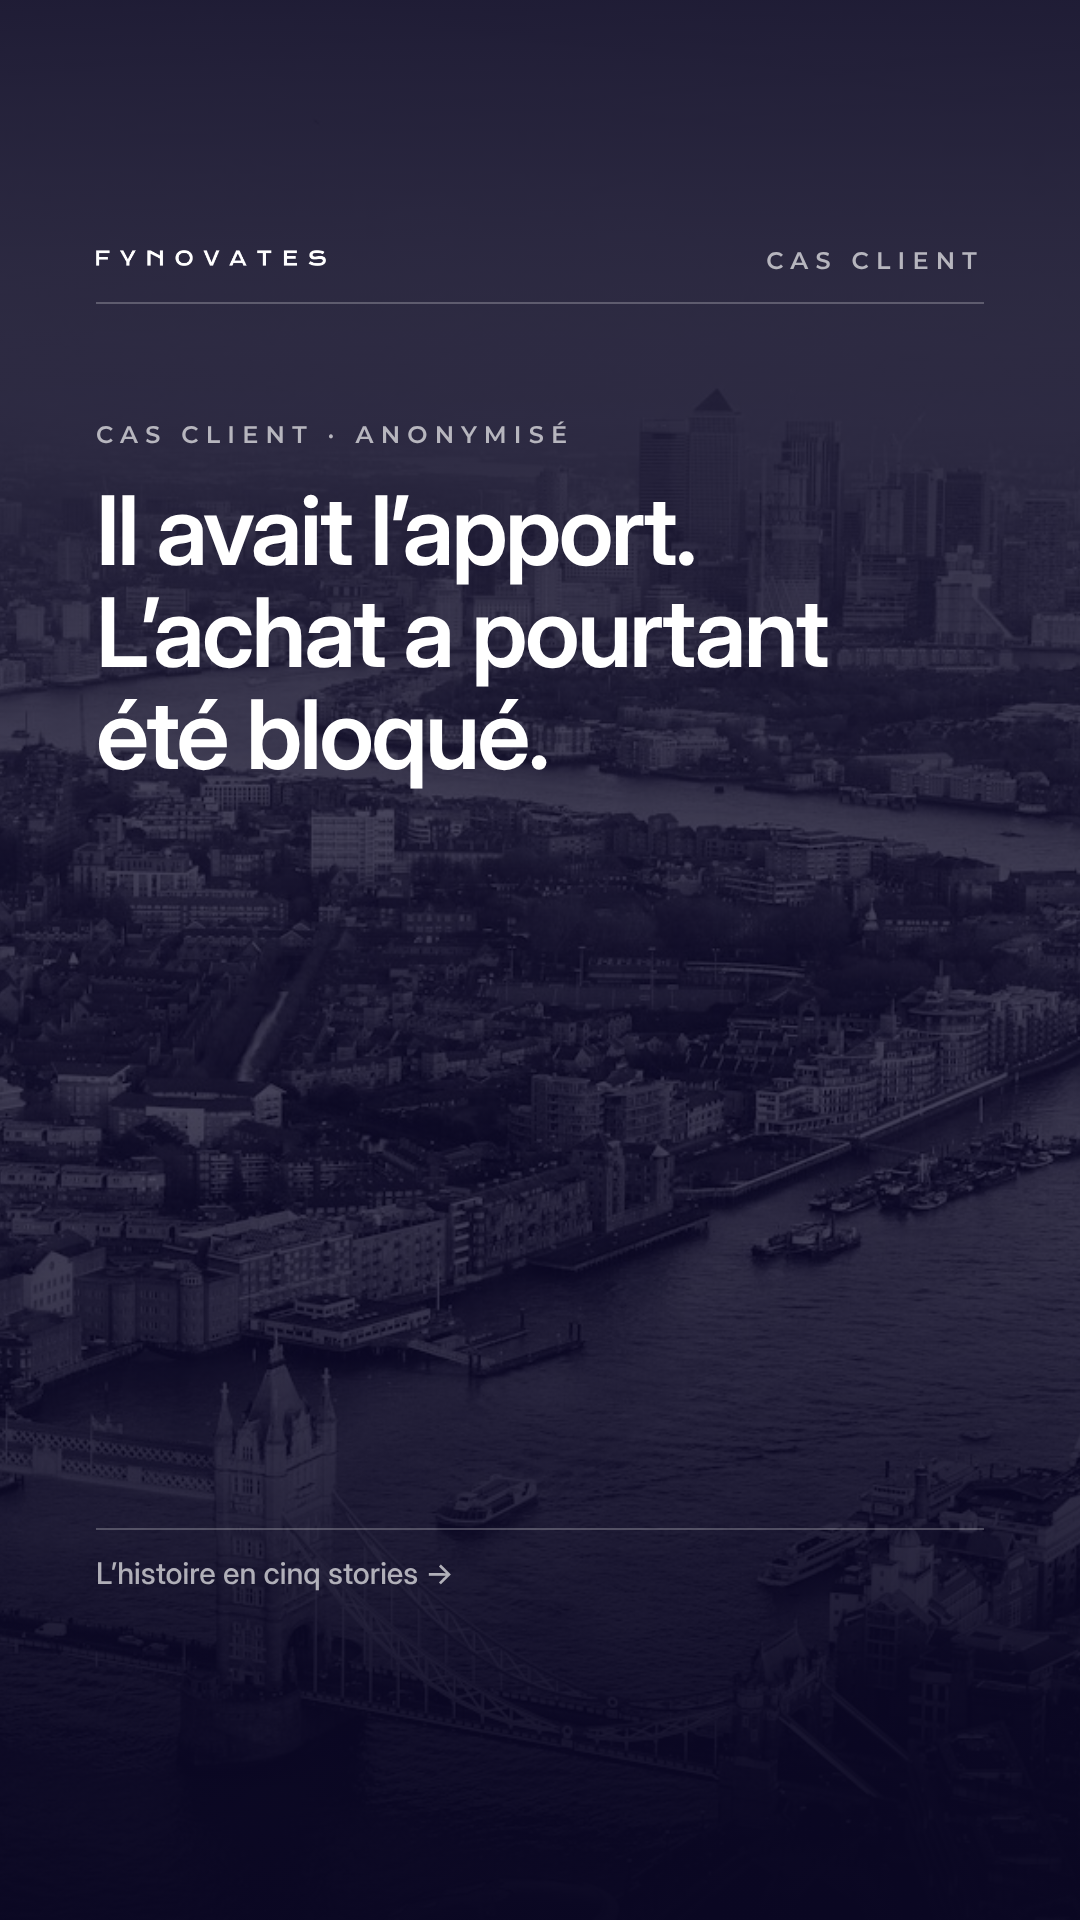 FYNOVATES
CAS CLIENT
CAS CLIENT · ANONYMISÉ
Il avait l’apport.
L’achat a pourtant
été bloqué.
L’histoire en cinq stories →